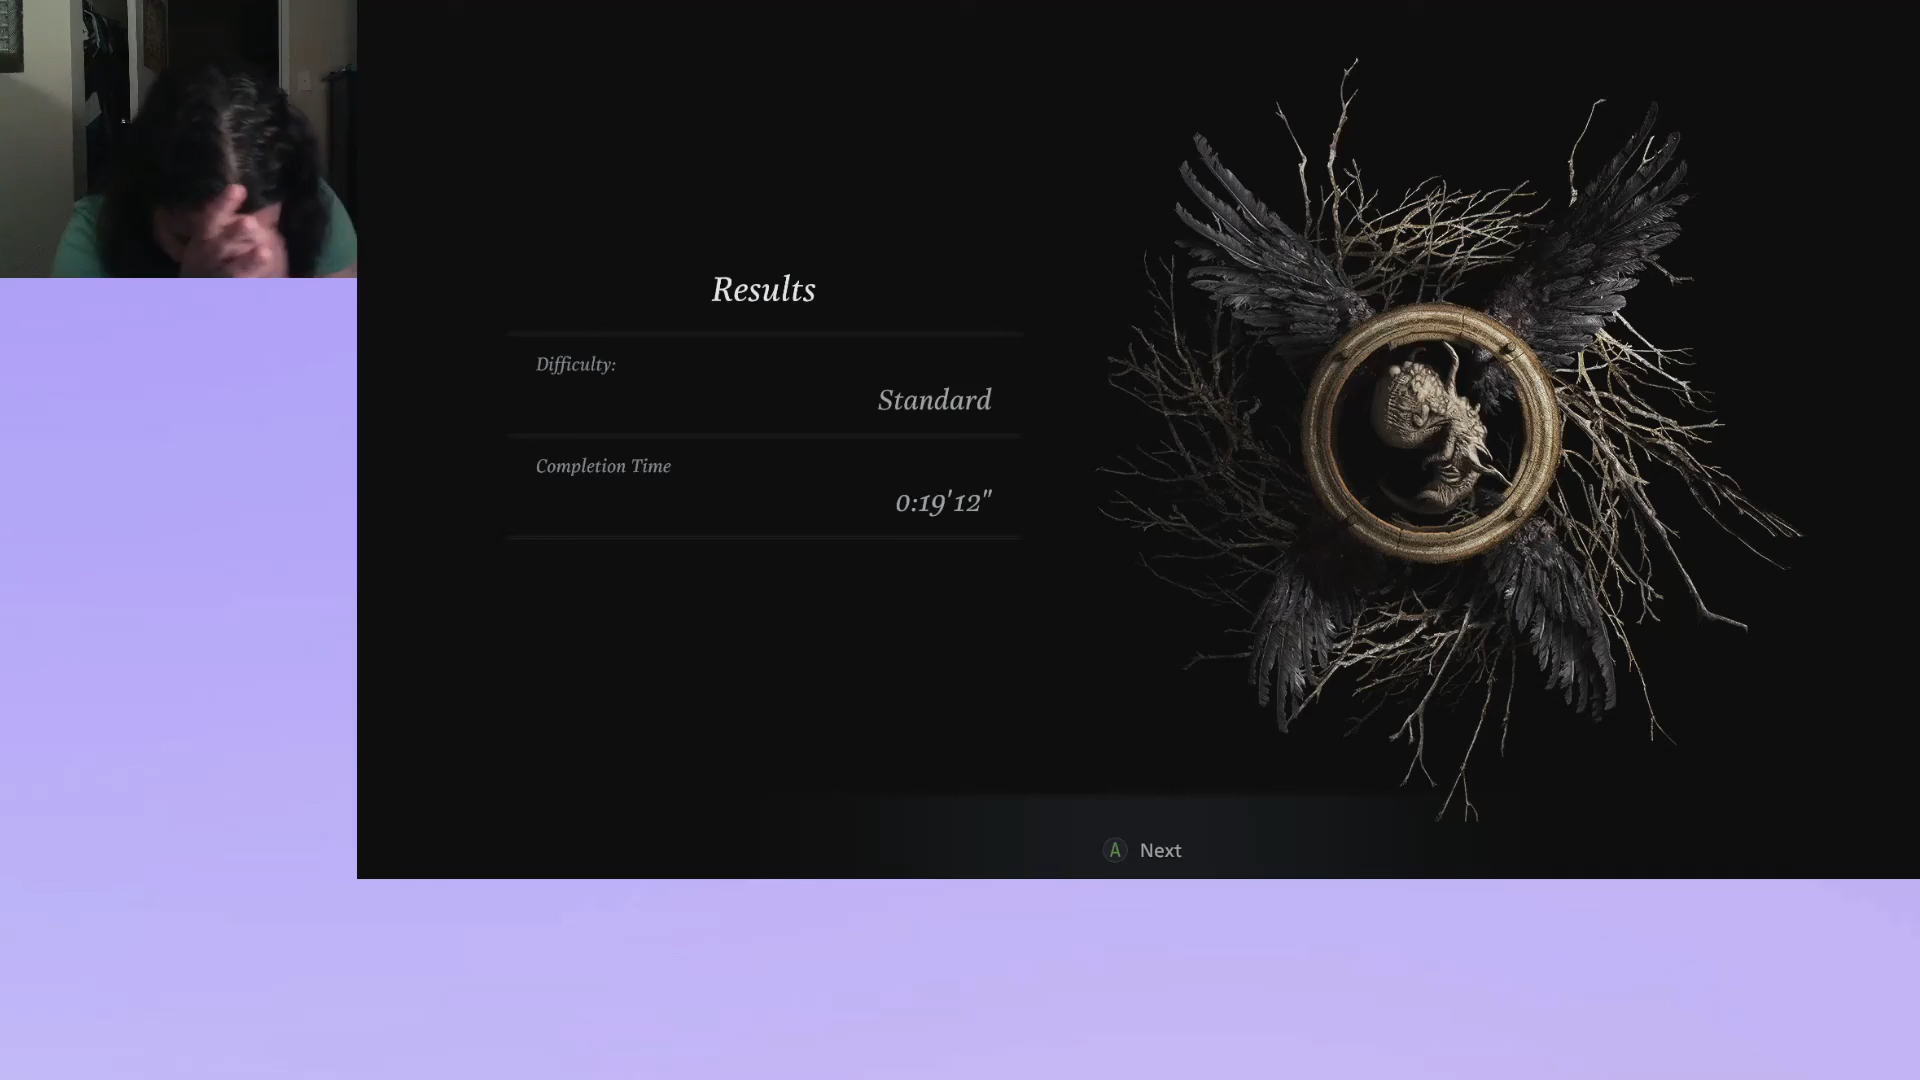 Results
Difficulty:
Standard
Completion Time
0:19'12"
A Next